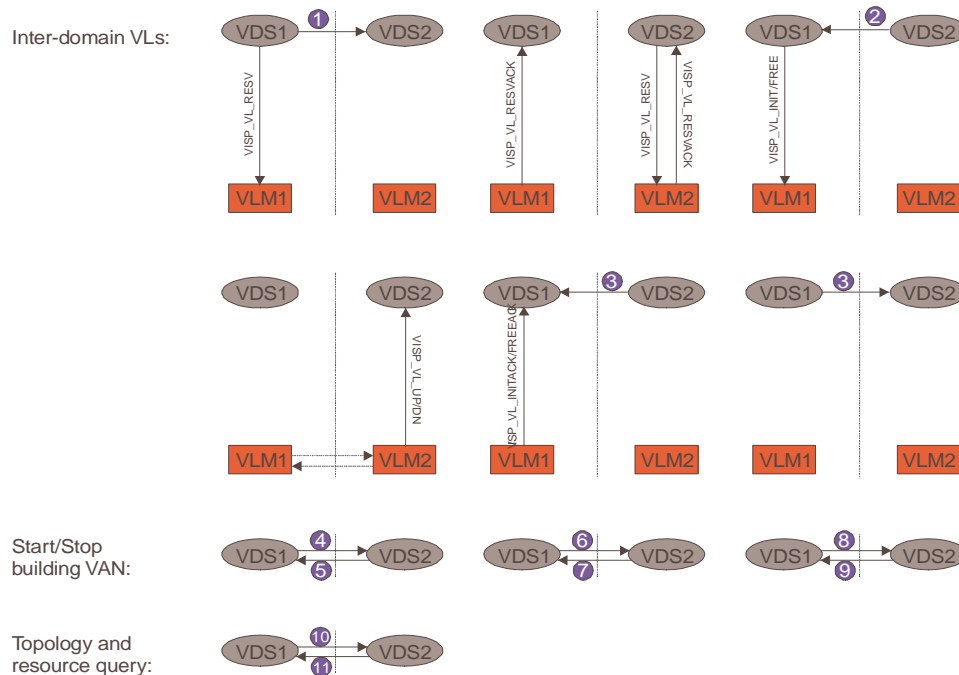 Inter-domain VLs:
VDS1 1 VDS2
VISP_VL_RESV
VLM1 VLM2
VDS1 VDS2
VISP_VL_RESVACK
VISP_VL_RESV
VISP_VL_RESVACK
VLM1 VLM2
VDS1 2 VDS2
VISP_VL_INIT/FREE
VLM1 VLM2
VDS1 VDS2
VISP_VL_UP/DN
VLM1 VLM2
VDS1 3 VDS2
VISP_VL_INITACK/FREEACK
VLM1 VLM2
VDS1 3 VDS2
VLM1 VLM2
Start/Stop
building VAN:
VDS1 4 5 VDS2
VDS1 6 7 VDS2
VDS1 8 9 VDS2
Topology and
resource query:
VDS1 10 11 VDS2